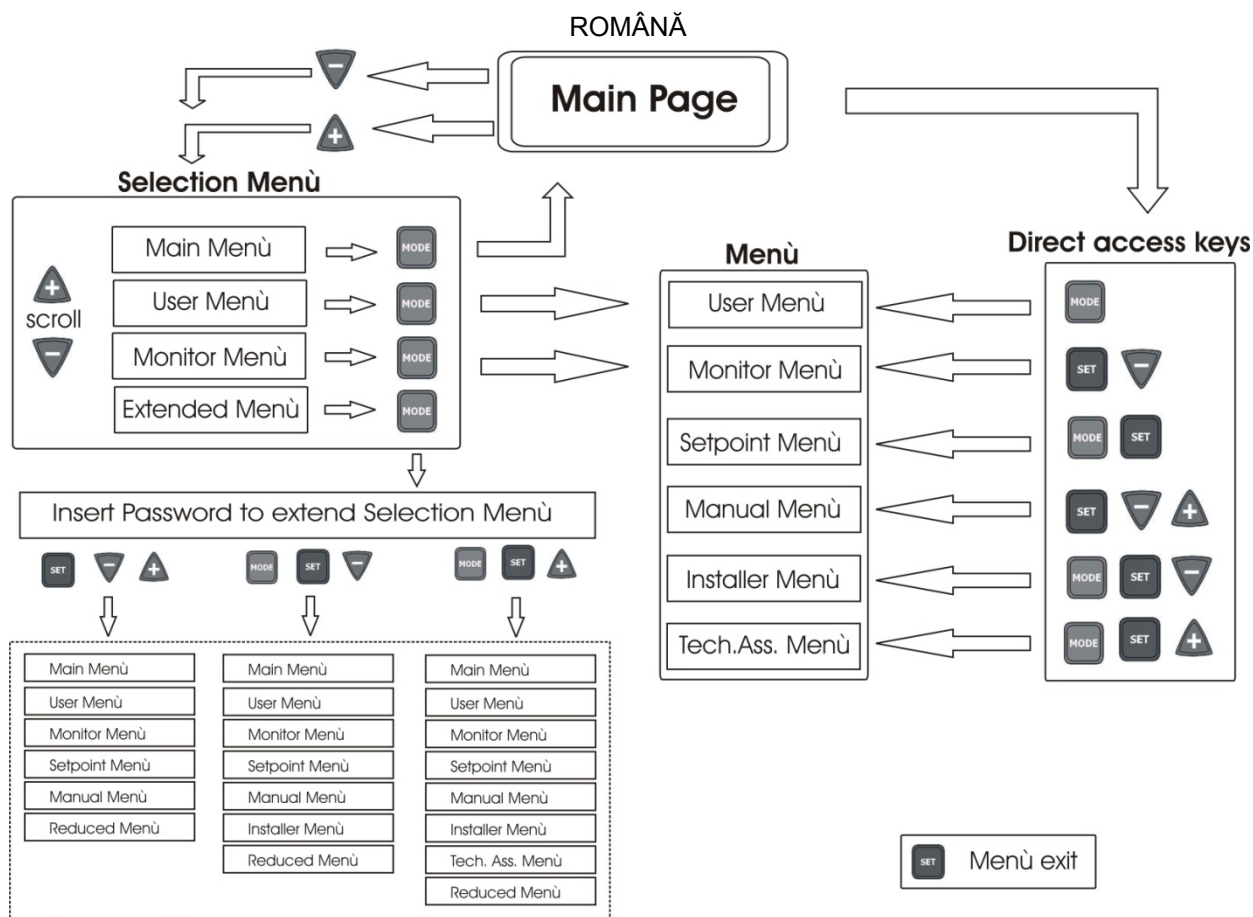 ROMÂNĂ
Main Page
−
+
Selection Menù
Main Menù
MODE
User Menù
MODE
Monitor Menù
MODE
Extended Menù
MODE
+
scroll
−
Insert Password to extend Selection Menù
SET − +
MODE SET −
MODE SET +
Main Menù
User Menù
Monitor Menù
Setpoint Menù
Manual Menù
Reduced Menù
Main Menù
User Menù
Monitor Menù
Setpoint Menù
Manual Menù
Installer Menù
Reduced Menù
Main Menù
User Menù
Monitor Menù
Setpoint Menù
Manual Menù
Installer Menù
Tech. Ass. Menù
Reduced Menù
Menù
User Menù
Monitor Menù
Setpoint Menù
Manual Menù
Installer Menù
Tech.Ass. Menù
Direct access keys
MODE
SET −
MODE SET
SET − +
MODE SET −
MODE SET +
SET Menù exit